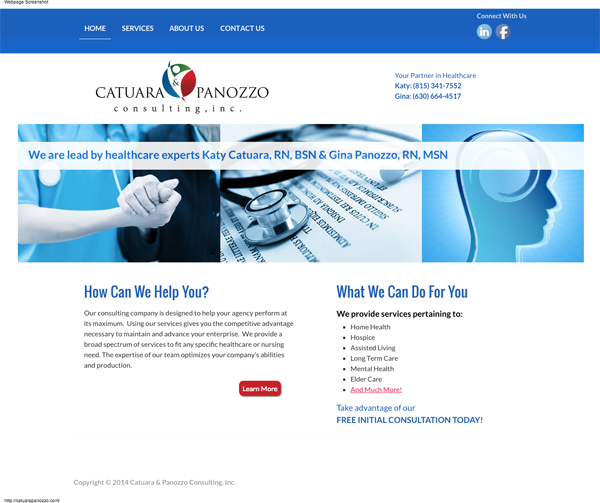 Webpage Screenshot
Connect With Us
HOME SERVICES ABOUT US CONTACT US
in f
CATUARA & PANOZZO
consulting, inc.
Your Partner in Healthcare
Katy: (815) 341-7552
Gina: (630) 664-4517
We are lead by healthcare experts Katy Catuara, RN, BSN & Gina Panozzo, RN, MSN
How Can We Help You?
Our consulting company is designed to help your agency perform at
its maximum. Using our services gives you the competitive advantage
necessary to maintain and advance your enterprise. We provide a
broad spectrum of services to fit any specific healthcare or nursing
need. The expertise of our team optimizes your company's abilities
and production.
Learn More
What We Can Do For You
We provide services pertaining to:
• Home Health
• Hospice
• Assisted Living
• Long Term Care
• Mental Health
• Elder Care
• And Much More!
Take advantage of our
FREE INITIAL CONSULTATION TODAY!
Copyright © 2014 Catuara & Panozzo Consulting, Inc.
http://catuarapanozzo.com/